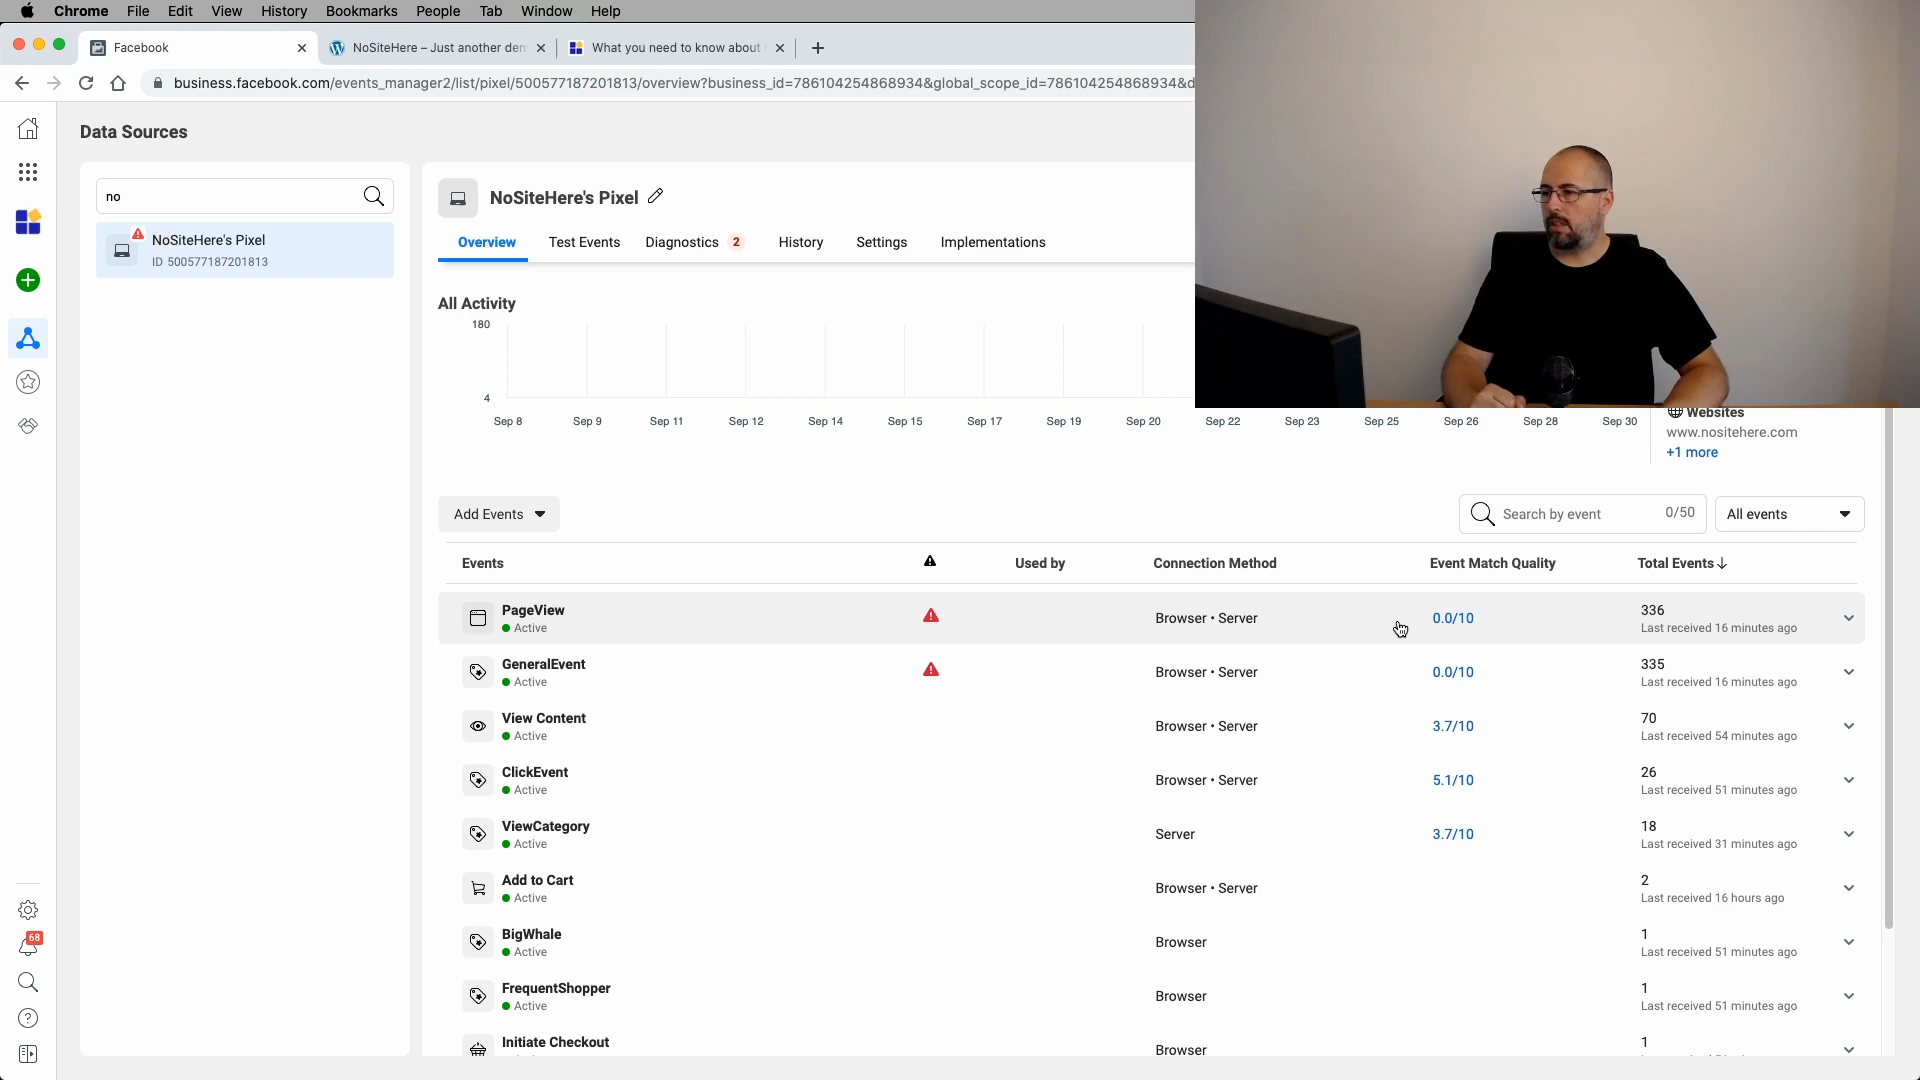 Chrome File Edit View History Bookmarks People Tab Window Help
Facebook
NoSiteHere – Just another den
What you need to know about
business.facebook.com/events_manager2/list/pixel/500577187201813/overview?business_id=786104254868934&global_scope_id=786104254868934&d
Data Sources
no
NoSiteHere's Pixel
ID 500577187201813
NoSiteHere's Pixel
Overview Test Events Diagnostics 2 History Settings Implementations
All Activity
180
4
Sep 8 Sep 9 Sep 11 Sep 12 Sep 14 Sep 15 Sep 17 Sep 19 Sep 20 Sep 22 Sep 23 Sep 25 Sep 26 Sep 28 Sep 30
Websites
www.nositehere.com
+1 more
Add Events
Search by event 0/50
All events
Events Used by Connection Method Event Match Quality Total Events
PageView Browser • Server 0.0/10 336
Active Last received 16 minutes ago
GeneralEvent Browser • Server 0.0/10 335
Active Last received 16 minutes ago
View Content Browser • Server 3.7/10 70
Active Last received 54 minutes ago
ClickEvent Browser • Server 5.1/10 26
Active Last received 51 minutes ago
ViewCategory Server 3.7/10 18
Active Last received 31 minutes ago
Add to Cart Browser • Server 2
Active Last received 16 hours ago
BigWhale Browser 1
Active Last received 51 minutes ago
FrequentShopper Browser 1
Active Last received 51 minutes ago
Initiate Checkout Browser 1
68